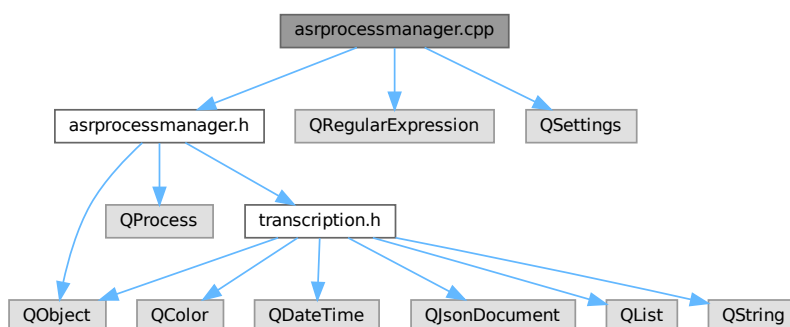 asrprocessmanager.cpp
asrprocessmanager.h
QRegularExpression
QSettings
QProcess
transcription.h
QObject
QColor
QDateTime
QJsonDocument
QList
QString